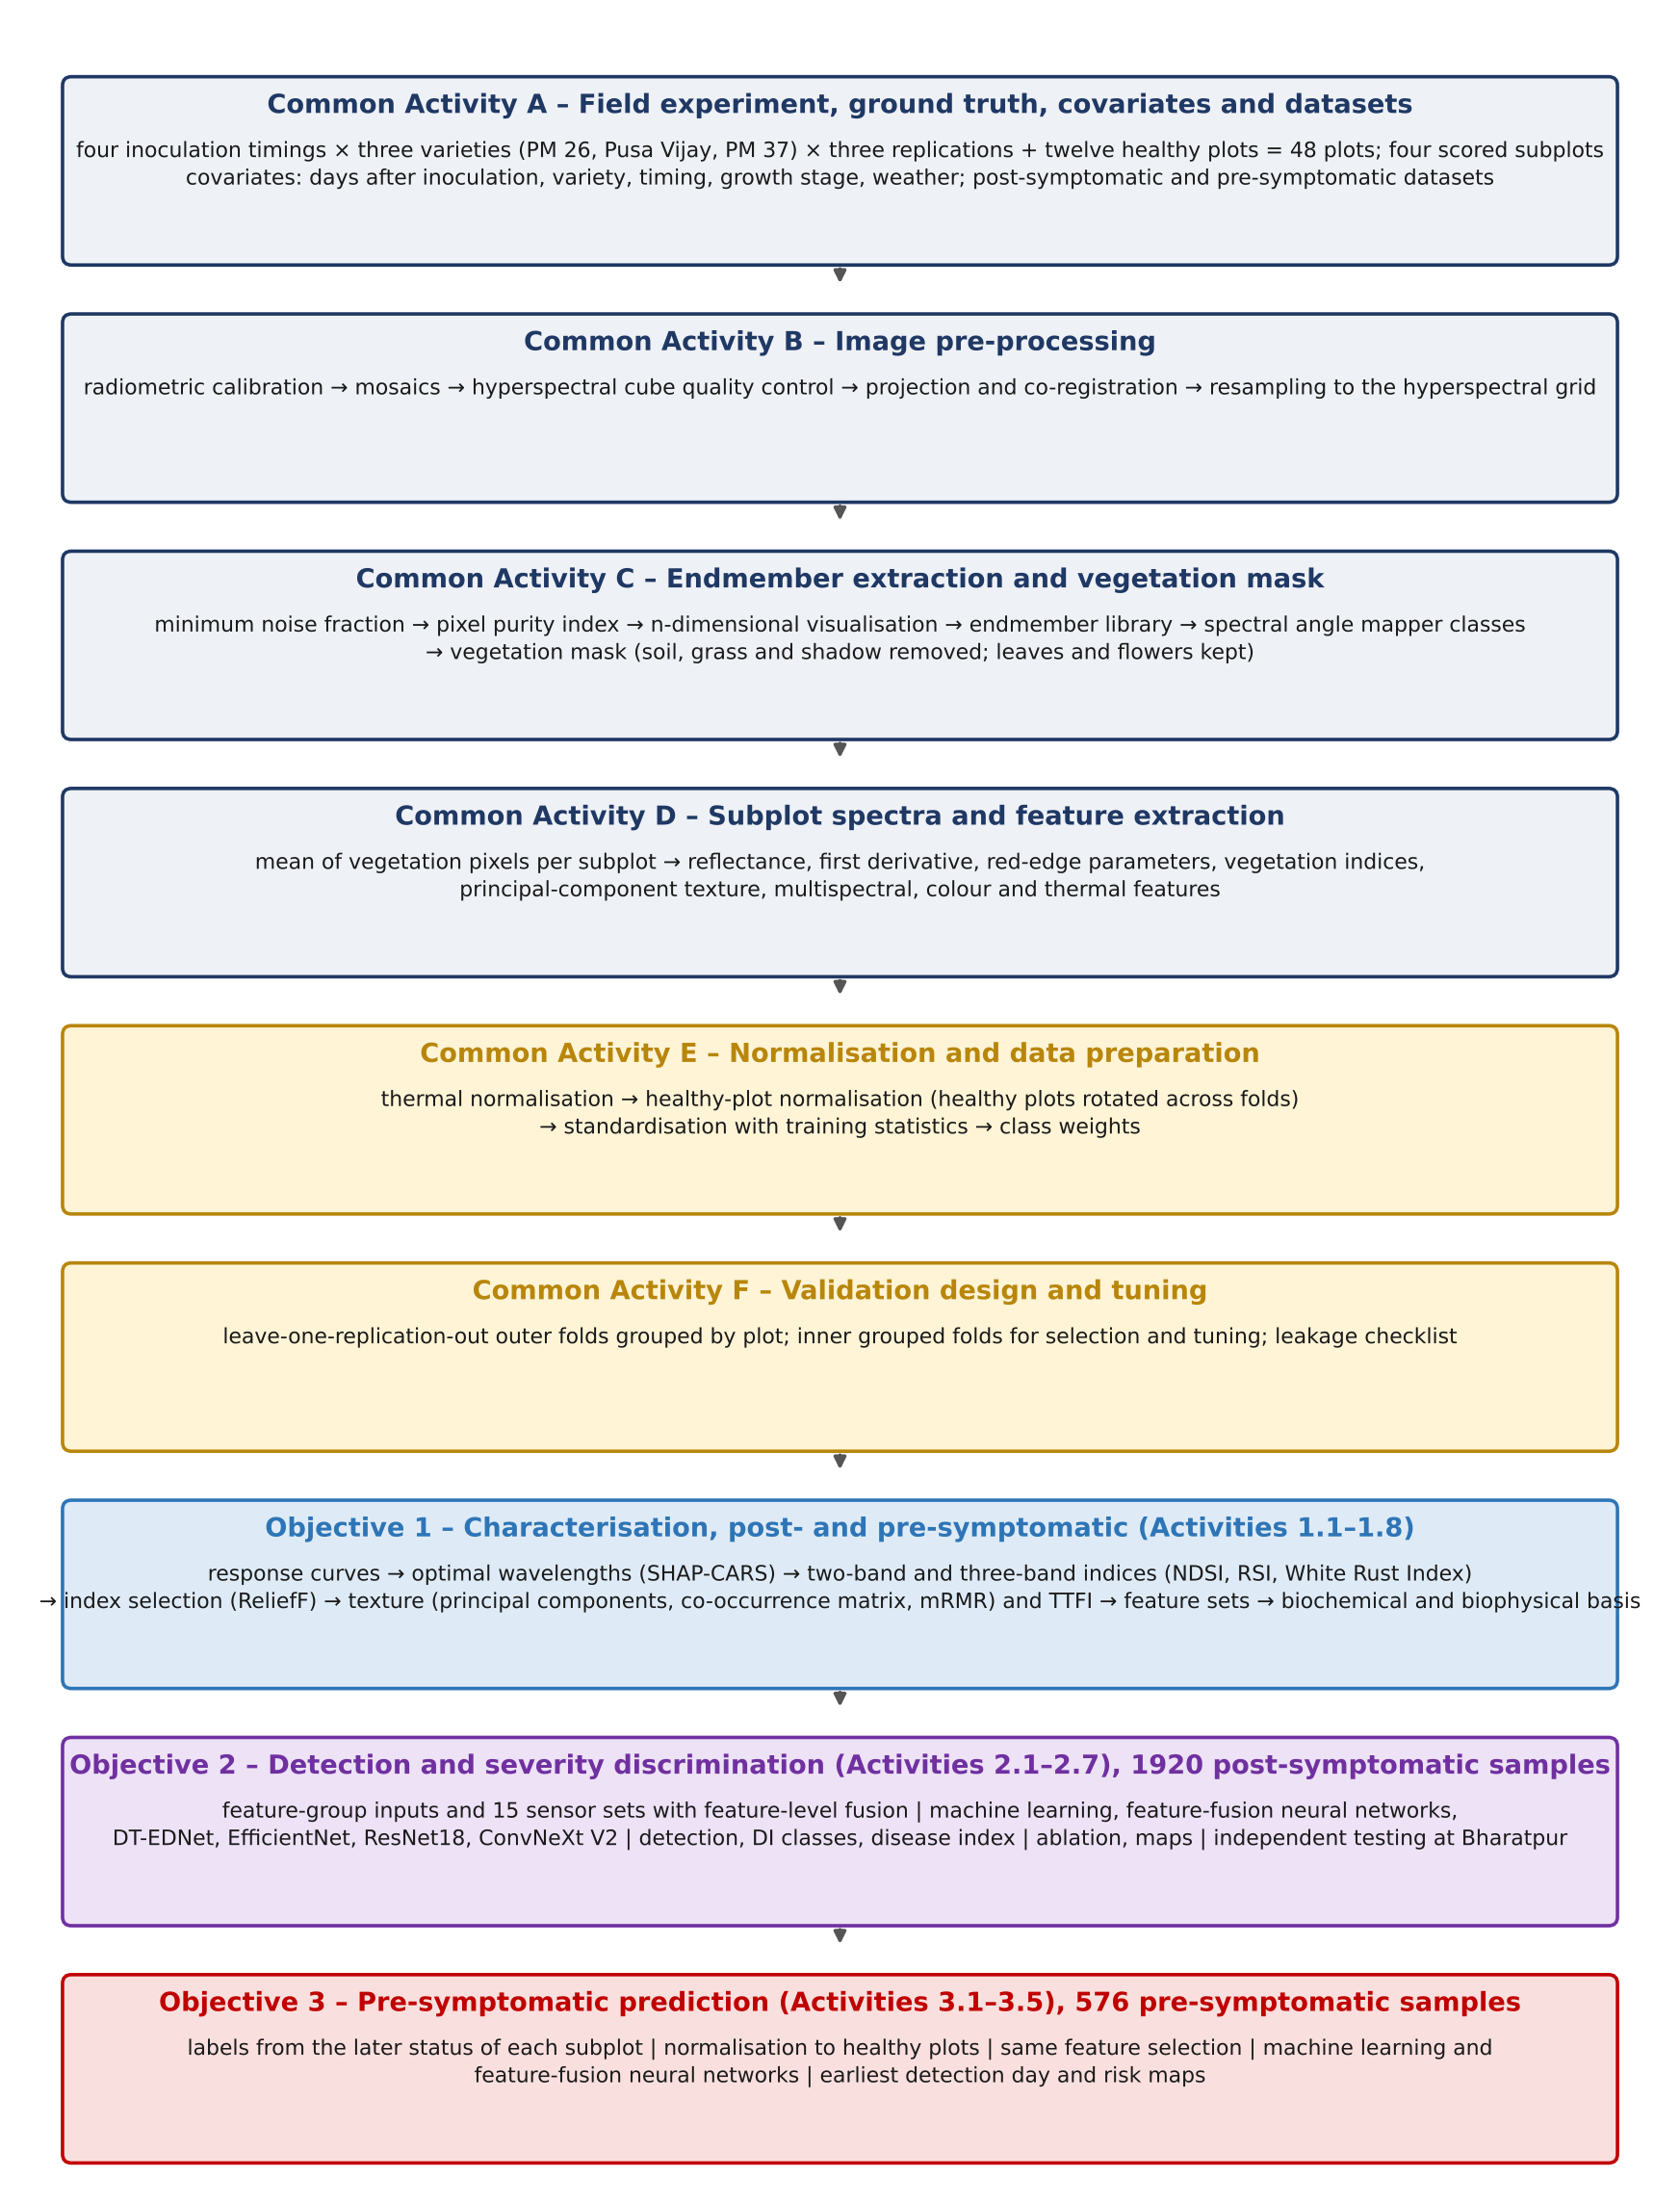 Common Activity A – Field experiment, ground truth, covariates and datasets
four inoculation timings × three varieties (PM 26, Pusa Vijay, PM 37) × three replications + twelve healthy plots = 48 plots; four scored subplots
covariates: days after inoculation, variety, timing, growth stage, weather; post-symptomatic and pre-symptomatic datasets
Common Activity B – Image pre-processing
radiometric calibration → mosaics → hyperspectral cube quality control → projection and co-registration → resampling to the hyperspectral grid
Common Activity C – Endmember extraction and vegetation mask
minimum noise fraction → pixel purity index → n-dimensional visualisation → endmember library → spectral angle mapper classes
→ vegetation mask (soil, grass and shadow removed; leaves and flowers kept)
Common Activity D – Subplot spectra and feature extraction
mean of vegetation pixels per subplot → reflectance, first derivative, red-edge parameters, vegetation indices,
principal-component texture, multispectral, colour and thermal features
Common Activity E – Normalisation and data preparation
thermal normalisation → healthy-plot normalisation (healthy plots rotated across folds)
→ standardisation with training statistics → class weights
Common Activity F – Validation design and tuning
leave-one-replication-out outer folds grouped by plot; inner grouped folds for selection and tuning; leakage checklist
Objective 1 – Characterisation, post- and pre-symptomatic (Activities 1.1–1.8)
response curves → optimal wavelengths (SHAP-CARS) → two-band and three-band indices (NDSI, RSI, White Rust Index)
→ index selection (ReliefF) → texture (principal components, co-occurrence matrix, mRMR) and TTFI → feature sets → biochemical and biophysical basis
Objective 2 – Detection and severity discrimination (Activities 2.1–2.7), 1920 post-symptomatic samples
feature-group inputs and 15 sensor sets with feature-level fusion | machine learning, feature-fusion neural networks,
DT-EDNet, EfficientNet, ResNet18, ConvNeXt V2 | detection, DI classes, disease index | ablation, maps | independent testing at Bharatpur
Objective 3 – Pre-symptomatic prediction (Activities 3.1–3.5), 576 pre-symptomatic samples
labels from the later status of each subplot | normalisation to healthy plots | same feature selection | machine learning and
feature-fusion neural networks | earliest detection day and risk maps